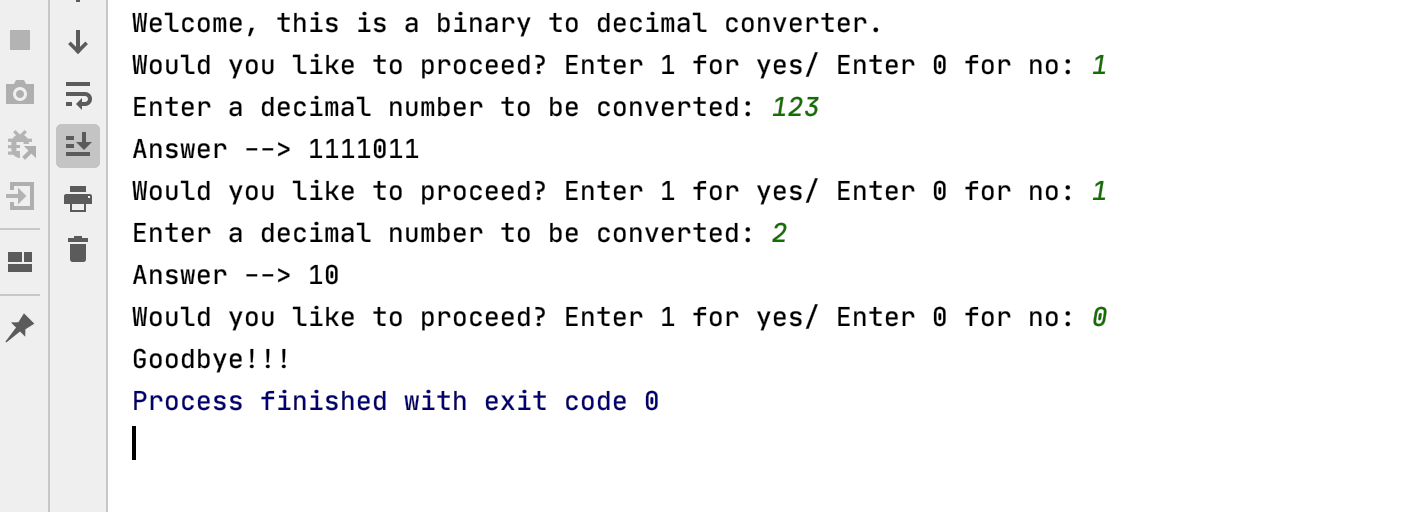 Welcome, this is a binary to decimal converter.
Would you like to proceed? Enter 1 for yes/ Enter 0 for no: 1
Enter a decimal number to be converted: 123
Answer --> 1111011
Would you like to proceed? Enter 1 for yes/ Enter 0 for no: 1
Enter a decimal number to be converted: 2
Answer --> 10
Would you like to proceed? Enter 1 for yes/ Enter 0 for no: 0
Goodbye!!!
Process finished with exit code 0